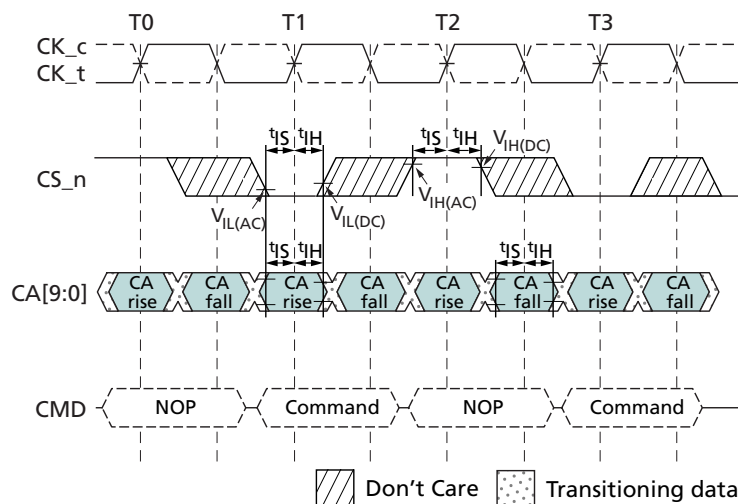 T0 T1 T2 T3
CK_c
CK_t
tIS tIH tIS tIH VIH(DC)
CS_n
VIL(AC) VIL(DC) VIH(AC)
tIS tIH tIS tIH
CA[9:0] CA rise CA fall CA rise CA fall CA rise CA fall CA rise CA fall
CMD NOP Command NOP Command
Don't Care Transitioning data